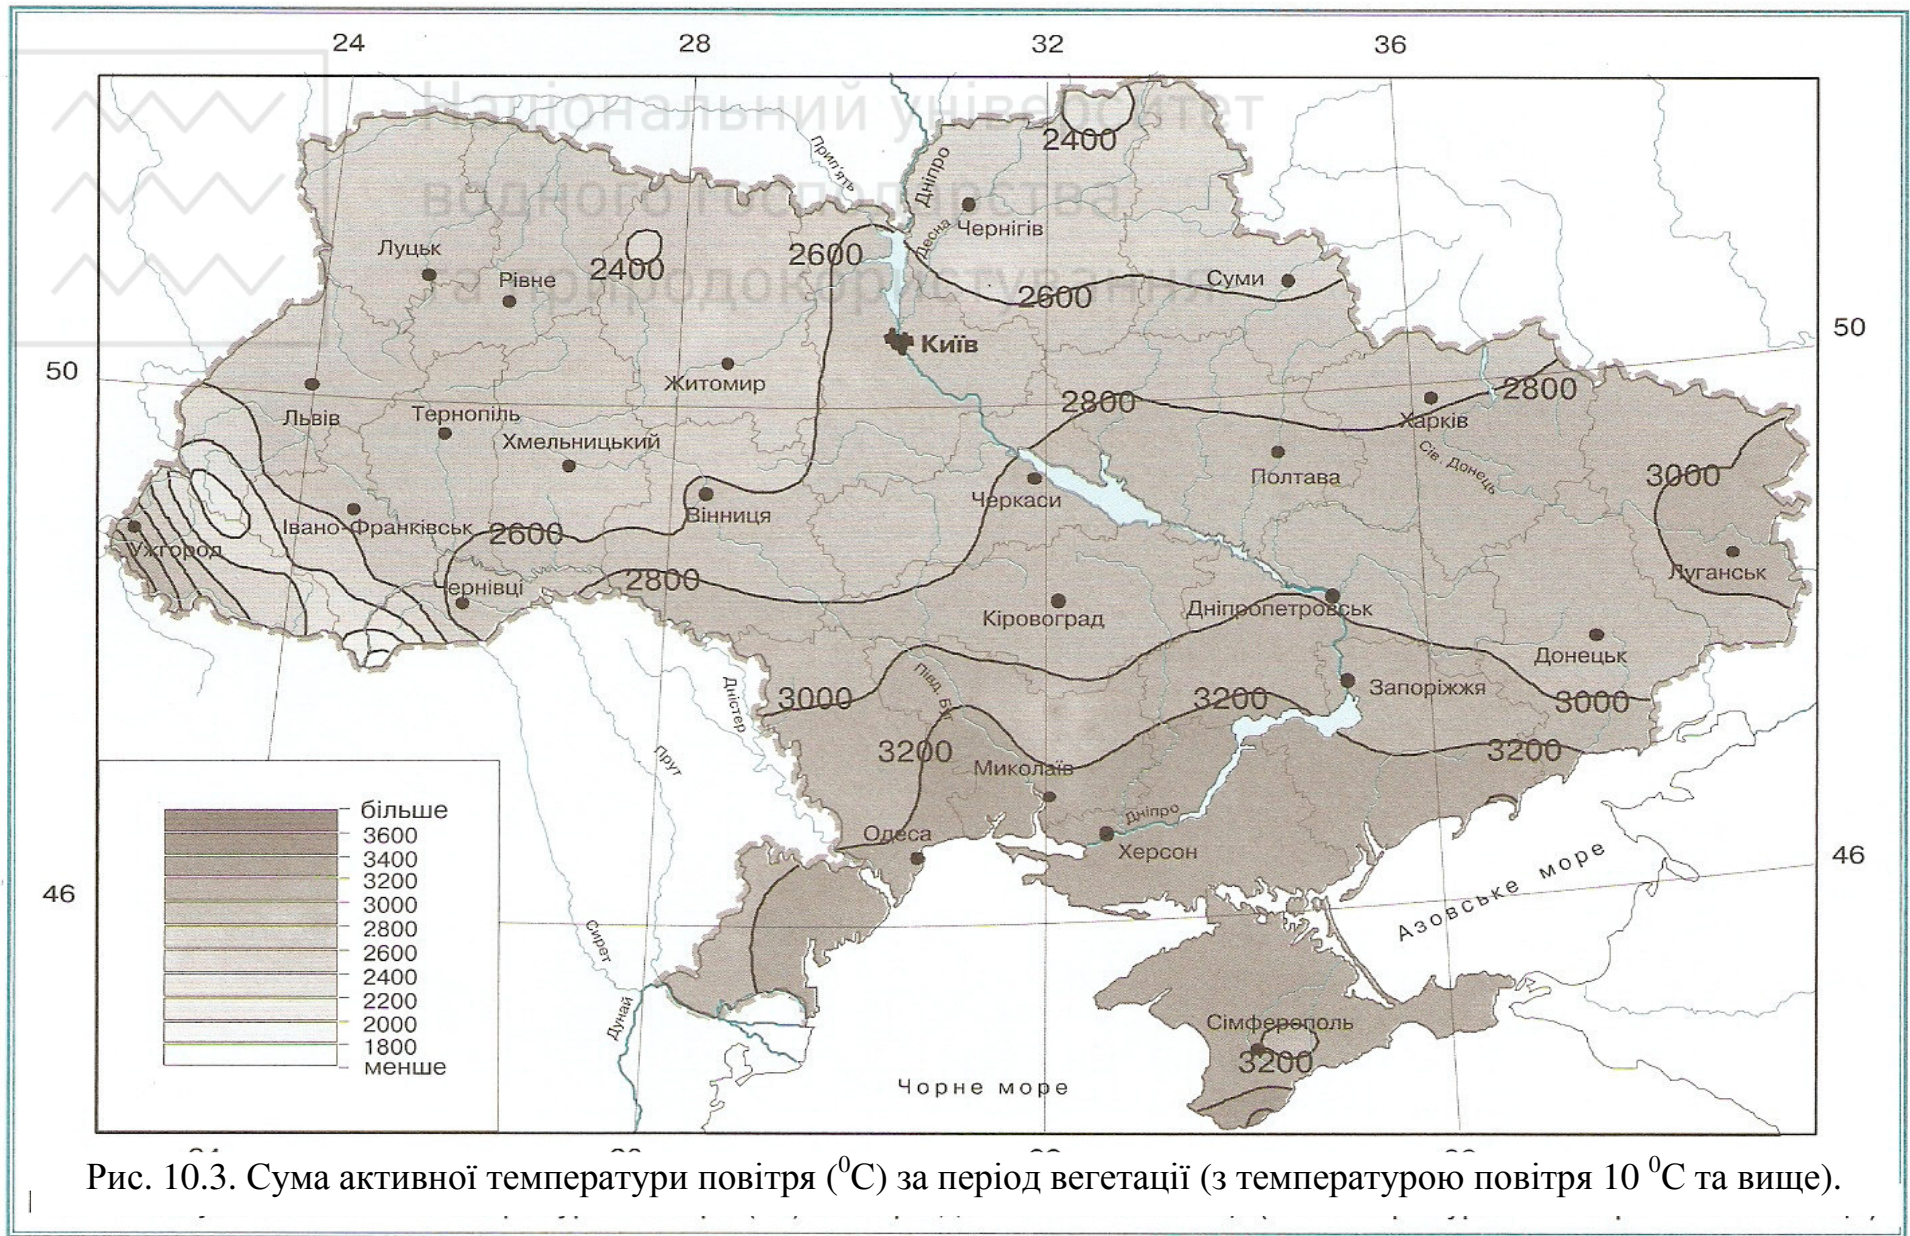 24 28 32 36
Національний університет
водного господарства
та природокористування
2400
Прип'ять
Дніпро
Десна
Чернігів
Луцьк
2400
2600
Рівне
Суми
2600
50
Київ
50
Житомир
2800
2800
Львів
Тернопіль
Харків
Хмельницький
Сів. Донець
Полтава
3000
Черкаси
Вінниця
Івано-Франківськ
2600
Ужгород
Луганськ
2800
ернівці
Кіровоград
Дніпропетровськ
Донецьк
Півд. Буг
Запоріжжя
Дністер
3000
3200
3000
Прут
3200
3200
Миколаїв
Дніпро
Одеса
Херсон
46
46
Азовське море
Сирет
Дунай
Сімферополь
3200
Чорне море
більше
3600
3400
3200
3000
2800
2600
2400
2200
2000
1800
менше
Рис. 10.3. Сума активної температури повітря (⁰С) за період вегетації (з температурою повітря 10 ⁰С та вище).